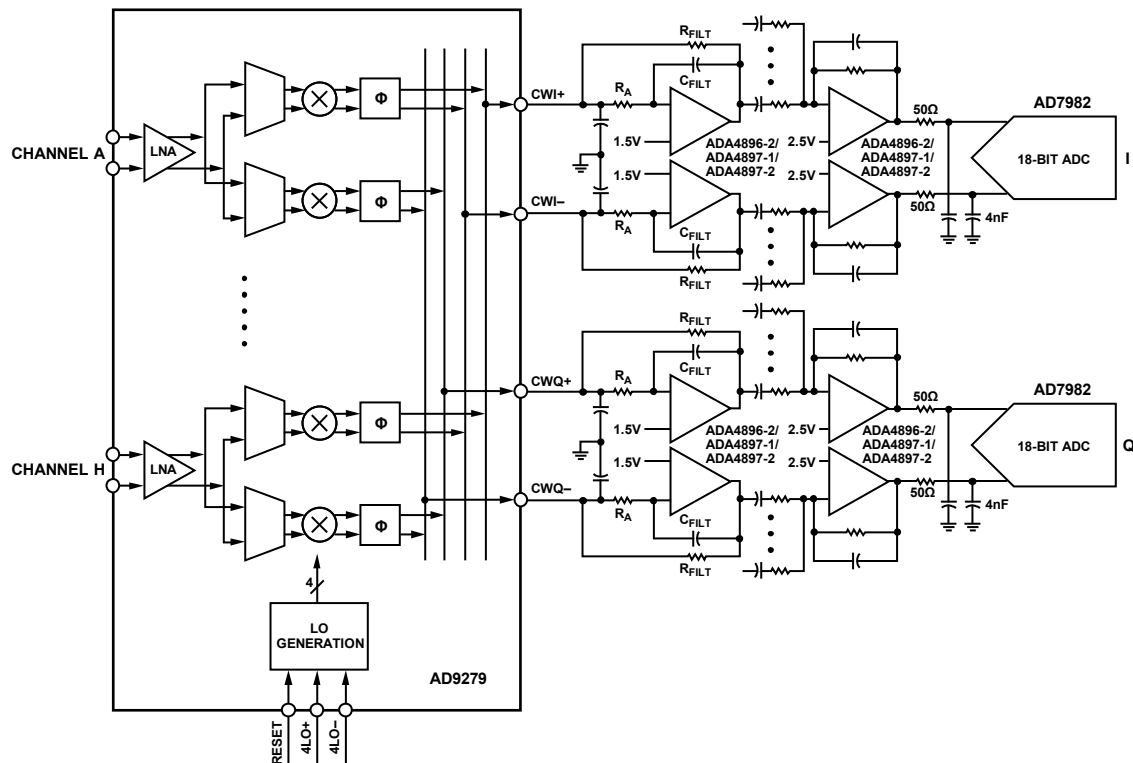 CHANNEL A
LNA
Φ
Φ
CWI+
CWI–
RFILT
CFILT
RA
1.5V
1.5V
ADA4896-2/
ADA4897-1/
ADA4897-2
RA
CFILT
RFILT
2.5V
2.5V
ADA4896-2/
ADA4897-1/
ADA4897-2
50Ω
50Ω
4nF
AD7982
18-BIT ADC
I
CHANNEL H
LNA
Φ
Φ
4
LO
GENERATION
AD9279
RESET
4LO+
4LO–
CWQ+
CWQ–
RFILT
CFILT
RA
1.5V
1.5V
ADA4896-2/
ADA4897-1/
ADA4897-2
RA
CFILT
RFILT
2.5V
2.5V
ADA4896-2/
ADA4897-1/
ADA4897-2
50Ω
50Ω
4nF
AD7982
18-BIT ADC
Q